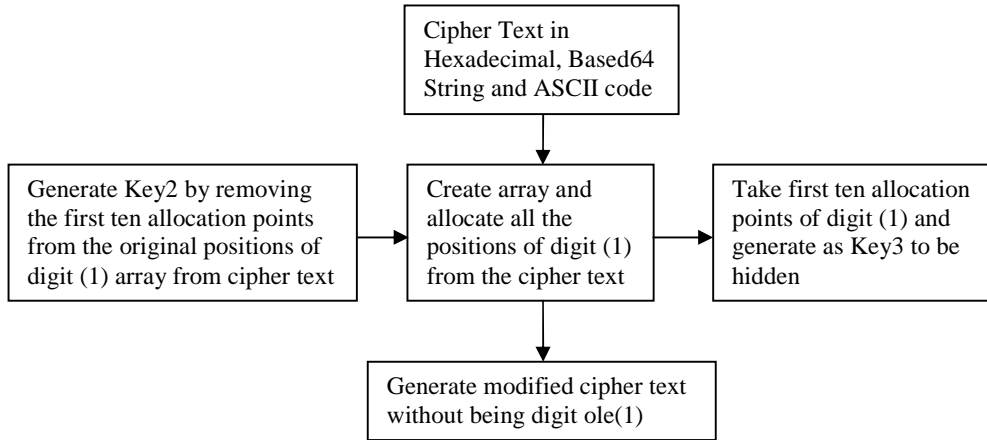 Cipher Text in
Hexadecimal, Based64
String and ASCII code
Generate Key2 by removing
the first ten allocation points
from the original positions of
digit (1) array from cipher text
Create array and
allocate all the
positions of digit (1)
from the cipher text
Take first ten allocation
points of digit (1) and
generate as Key3 to be
hidden
Generate modified cipher text
without being digit ole(1)